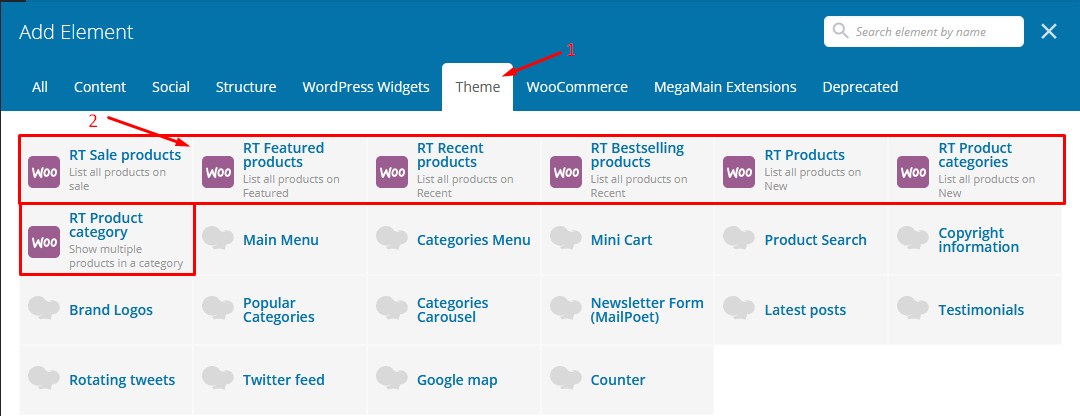 Add Element
Search element by name
1
All Content Social Structure WordPress Widgets Theme WooCommerce MegaMain Extensions Deprecated
2
Woo
RT Sale products
List all products on
sale
Woo
RT Featured
products
List all products on
Featured
Woo
RT Recent
products
List all products on
Recent
Woo
RT Bestselling
products
List all products on
Recent
Woo
RT Products
List all products on
New
Woo
RT Product
categories
List all products on
New
Woo
RT Product
category
Show multiple
products in a category
Main Menu
Categories Menu
Mini Cart
Product Search
Copyright
information
Brand Logos
Popular
Categories
Categories
Carousel
Newsletter Form
(MailPoet)
Latest posts
Testimonials
Rotating tweets
Twitter feed
Google map
Counter